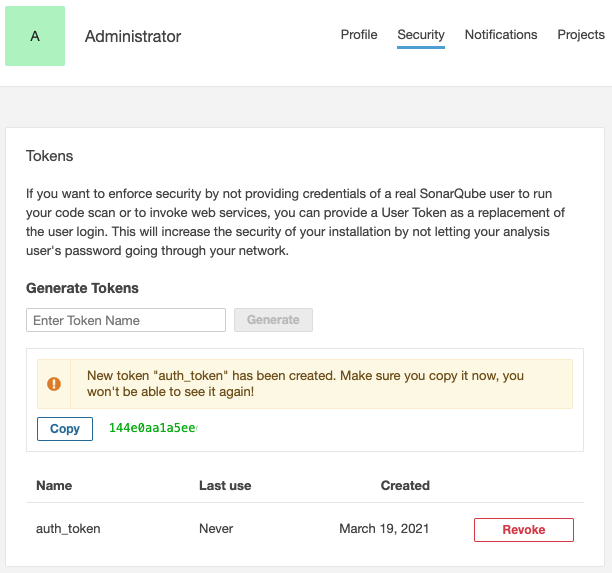 A
Administrator
Profile
Security
Notifications
Projects
Tokens
If you want to enforce security by not providing credentials of a real SonarQube user to run
your code scan or to invoke web services, you can provide a User Token as a replacement of
the user login. This will increase the security of your installation by not letting your analysis
user's password going through your network.
Generate Tokens
Enter Token Name
Generate
New token "auth_token" has been created. Make sure you copy it now, you
won't be able to see it again!
Copy
144e0aa1a5ee
Name
Last use
Created
auth_token
Never
March 19, 2021
Revoke